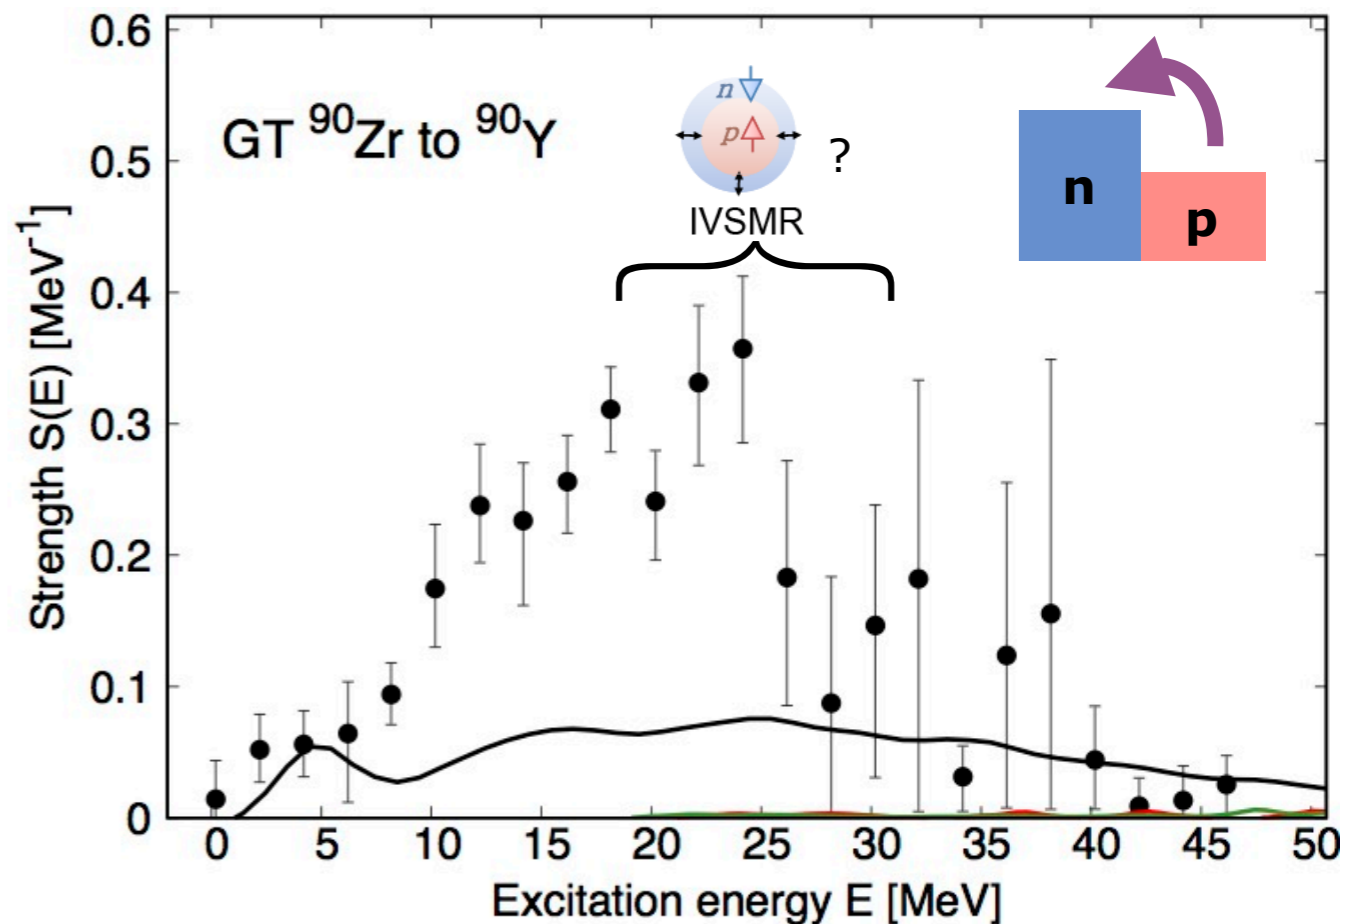 GT ⁹⁰Zr to ⁹⁰Y
n
p
?
IVSMR
n
p
Strength S(E) [MeV⁻¹]
0.6
0.5
0.4
0.3
0.2
0.1
0
0 5 10 15 20 25 30 35 40 45 50
Excitation energy E [MeV]